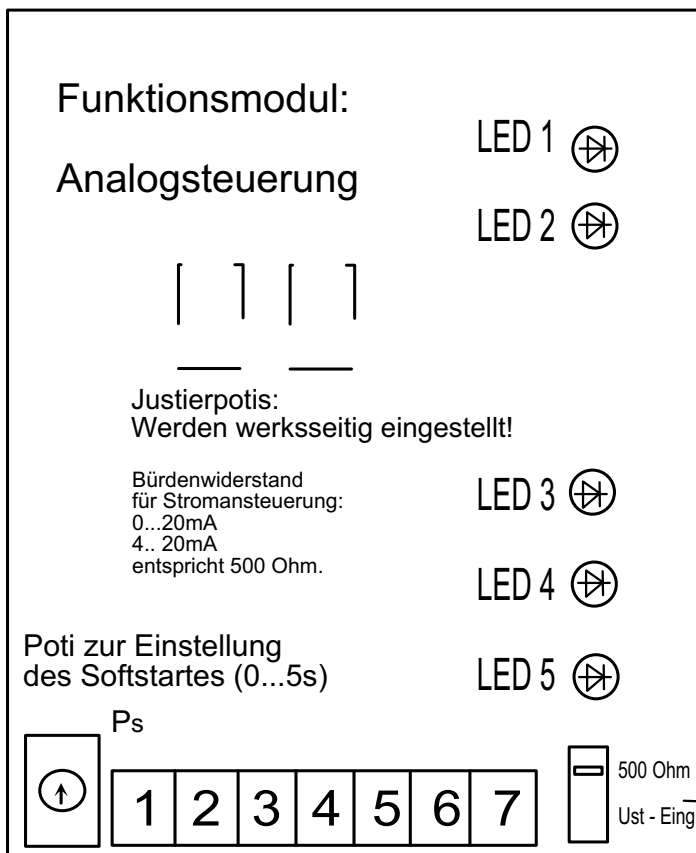 Funktionsmodul:
Analogsteuerung
LED 1
LED 2
Justierpotis:
Werden werksseitig eingestellt!
Bürdenwiderstand
für Stromansteuerung:
0...20mA
4.. 20mA
entspricht 500 Ohm.
LED 3
LED 4
Poti zur Einstellung
des Softstartes (0...5s)
LED 5
Ps
1 2 3 4 5 6 7
500 Ohm
Ust - Eing